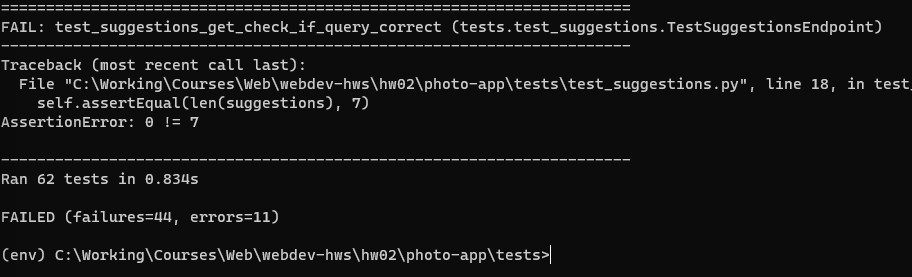 ======================================================================
FAIL: test_suggestions_get_check_if_query_correct (tests.test_suggestions.TestSuggestionsEndpoint)
----------------------------------------------------------------------
Traceback (most recent call last):
  File "C:\Working\Courses\Web\webdev-hws\hw02\photo-app\tests\test_suggestions.py", line 18, in test_
    self.assertEqual(len(suggestions), 7)
AssertionError: 0 != 7

----------------------------------------------------------------------
Ran 62 tests in 0.834s

FAILED (failures=44, errors=11)

(env) C:\Working\Courses\Web\webdev-hws\hw02\photo-app\tests>